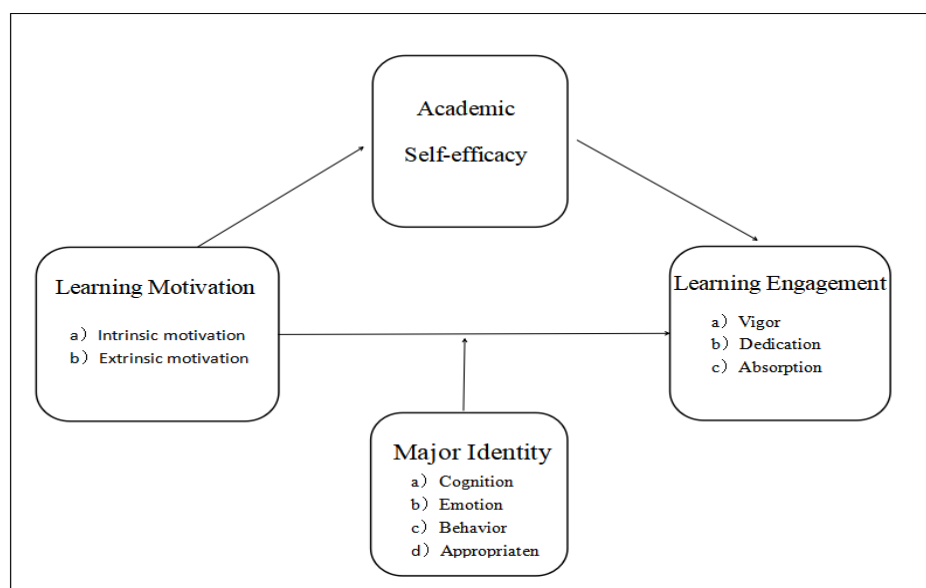 Academic
Self-efficacy
Learning Motivation
a）Intrinsic motivation
b）Extrinsic motivation
Learning Engagement
a）Vigor
b）Dedication
c）Absorption
Major Identity
a）Cognition
b）Emotion
c）Behavior
d）Appropriaten